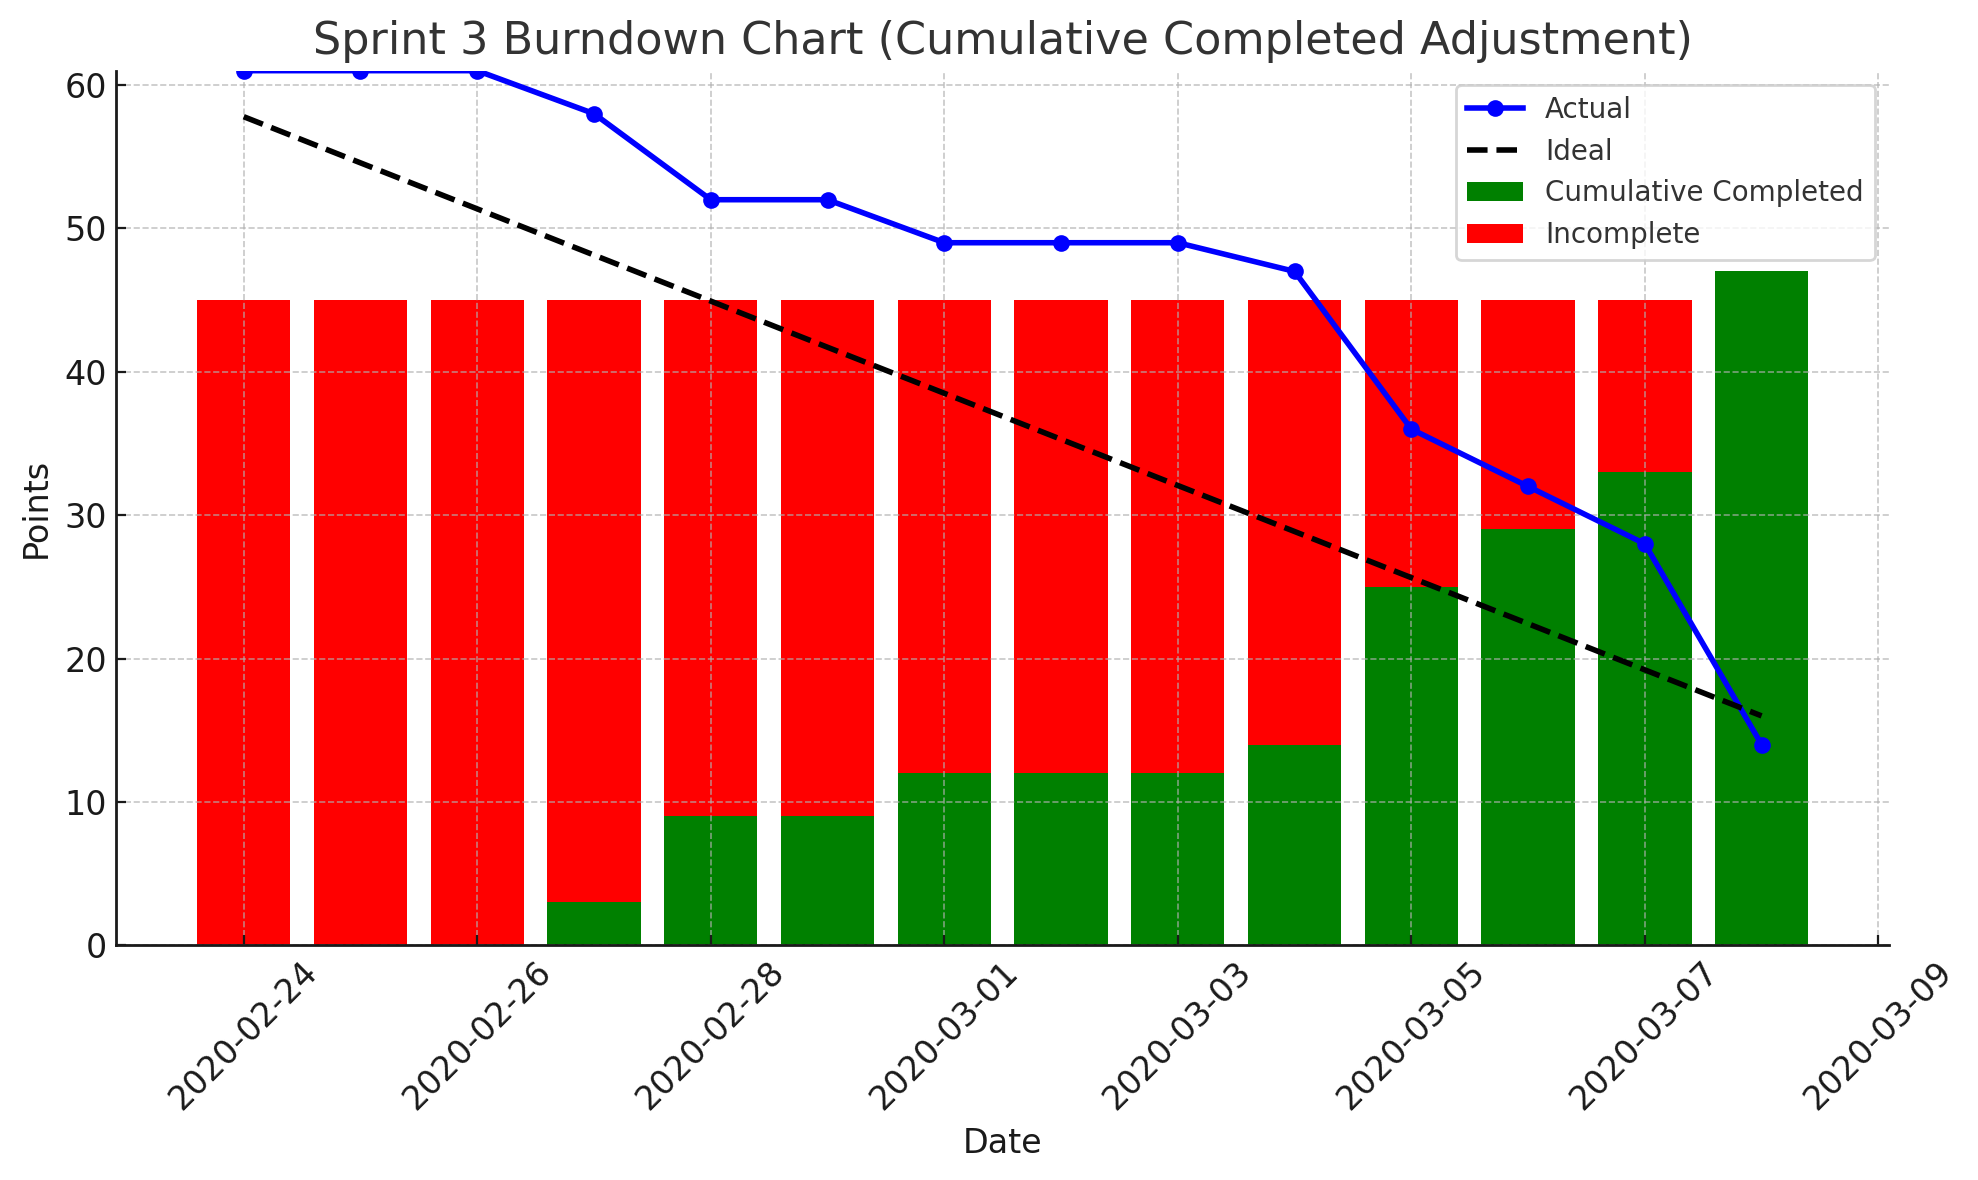 Sprint 3 Burndown Chart (Cumulative Completed Adjustment)
Actual
Ideal
Cumulative Completed
Incomplete
Points
60
50
40
30
20
10
0
2020-02-24
2020-02-26
2020-02-28
2020-03-01
2020-03-03
2020-03-05
2020-03-07
2020-03-09
Date